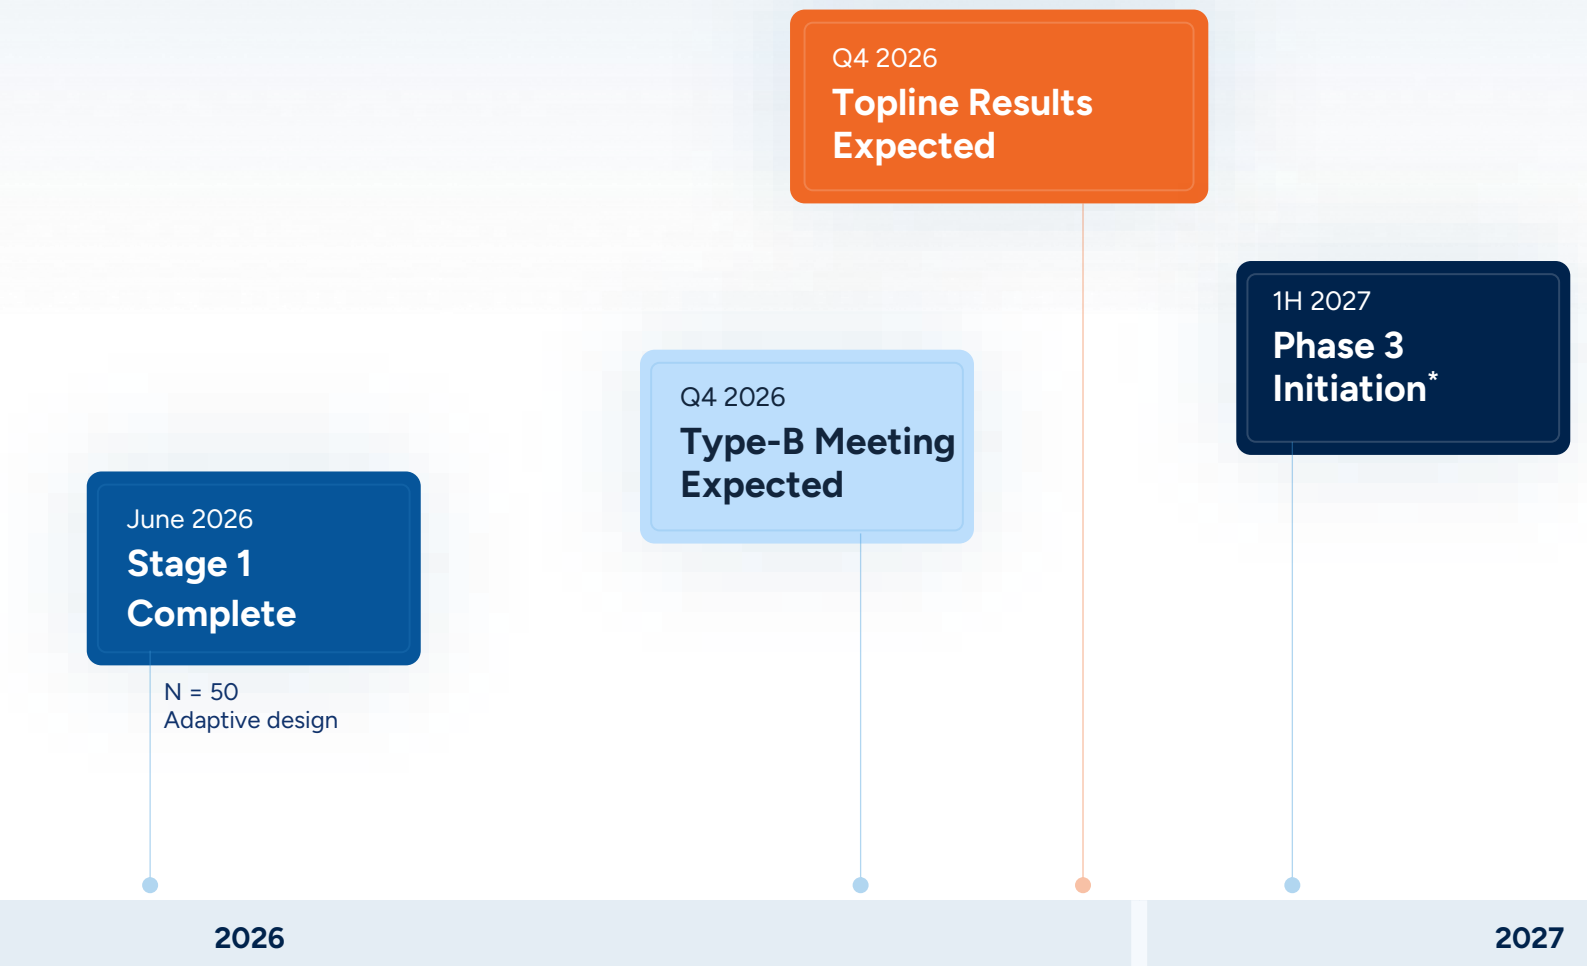 Q4 2026
Topline Results
Expected
1H 2027
Phase 3
Initiation*
Q4 2026
Type-B Meeting
Expected
June 2026
Stage 1
Complete
N = 50
Adaptive design
2026
2027